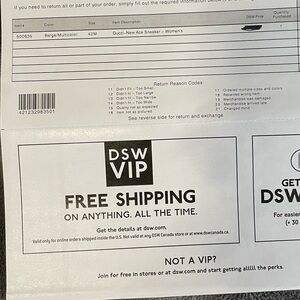 If you need to return all or part of your order, simply fill out the required information below
Items Color Size Item Description DSW Price Quantity Purchased
500635 Beige/Multicolor 42M Gucci-New Ace Sneaker - Women's 1
Return Reason Codes
11 Didn't Fit - Too Small
12 Didn't fit - Too Large
13 Didn't fit - Too Narrow
14 Didn't fit - Too Wide
15 Quality not as expected
16 Item not as pictured
17 Ordered multiple sizes and colors
18 Received wrong item
19 Merchandise was damaged
20 Merchandise arrived late
21 Changed mind
421232983501
See reverse side for return and exchange
DSW
VIP
FREE SHIPPING
ON ANYTHING. ALL THE TIME.
Get the details at dsw.com.
Valid only for online orders shipped inside the U.S. Not valid at any DSW Canada store or at www.dswcanada.ca.
GET
DSW
For easier
(+ 30
NOT A VIP?
Join for free in stores or at dsw.com and start getting alllll the perks.